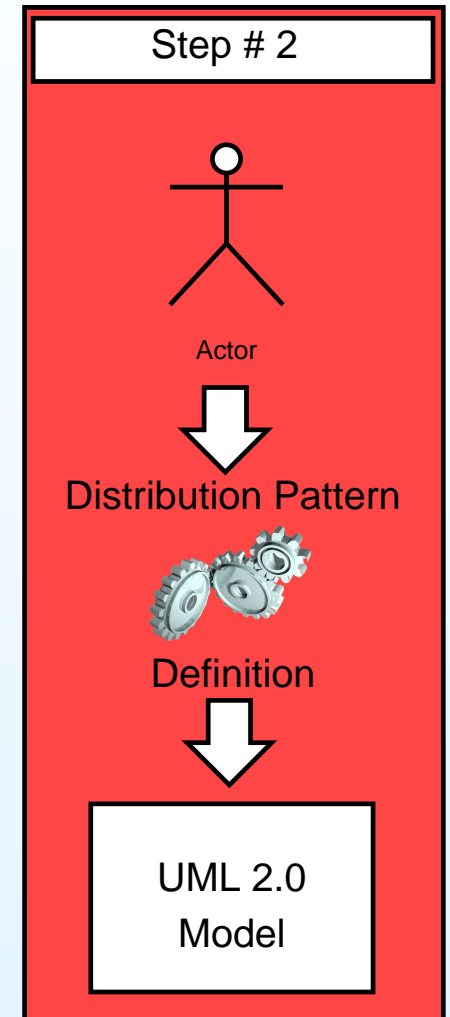 Step # 2
Actor
Distribution Pattern
Definition
UML 2.0
Model